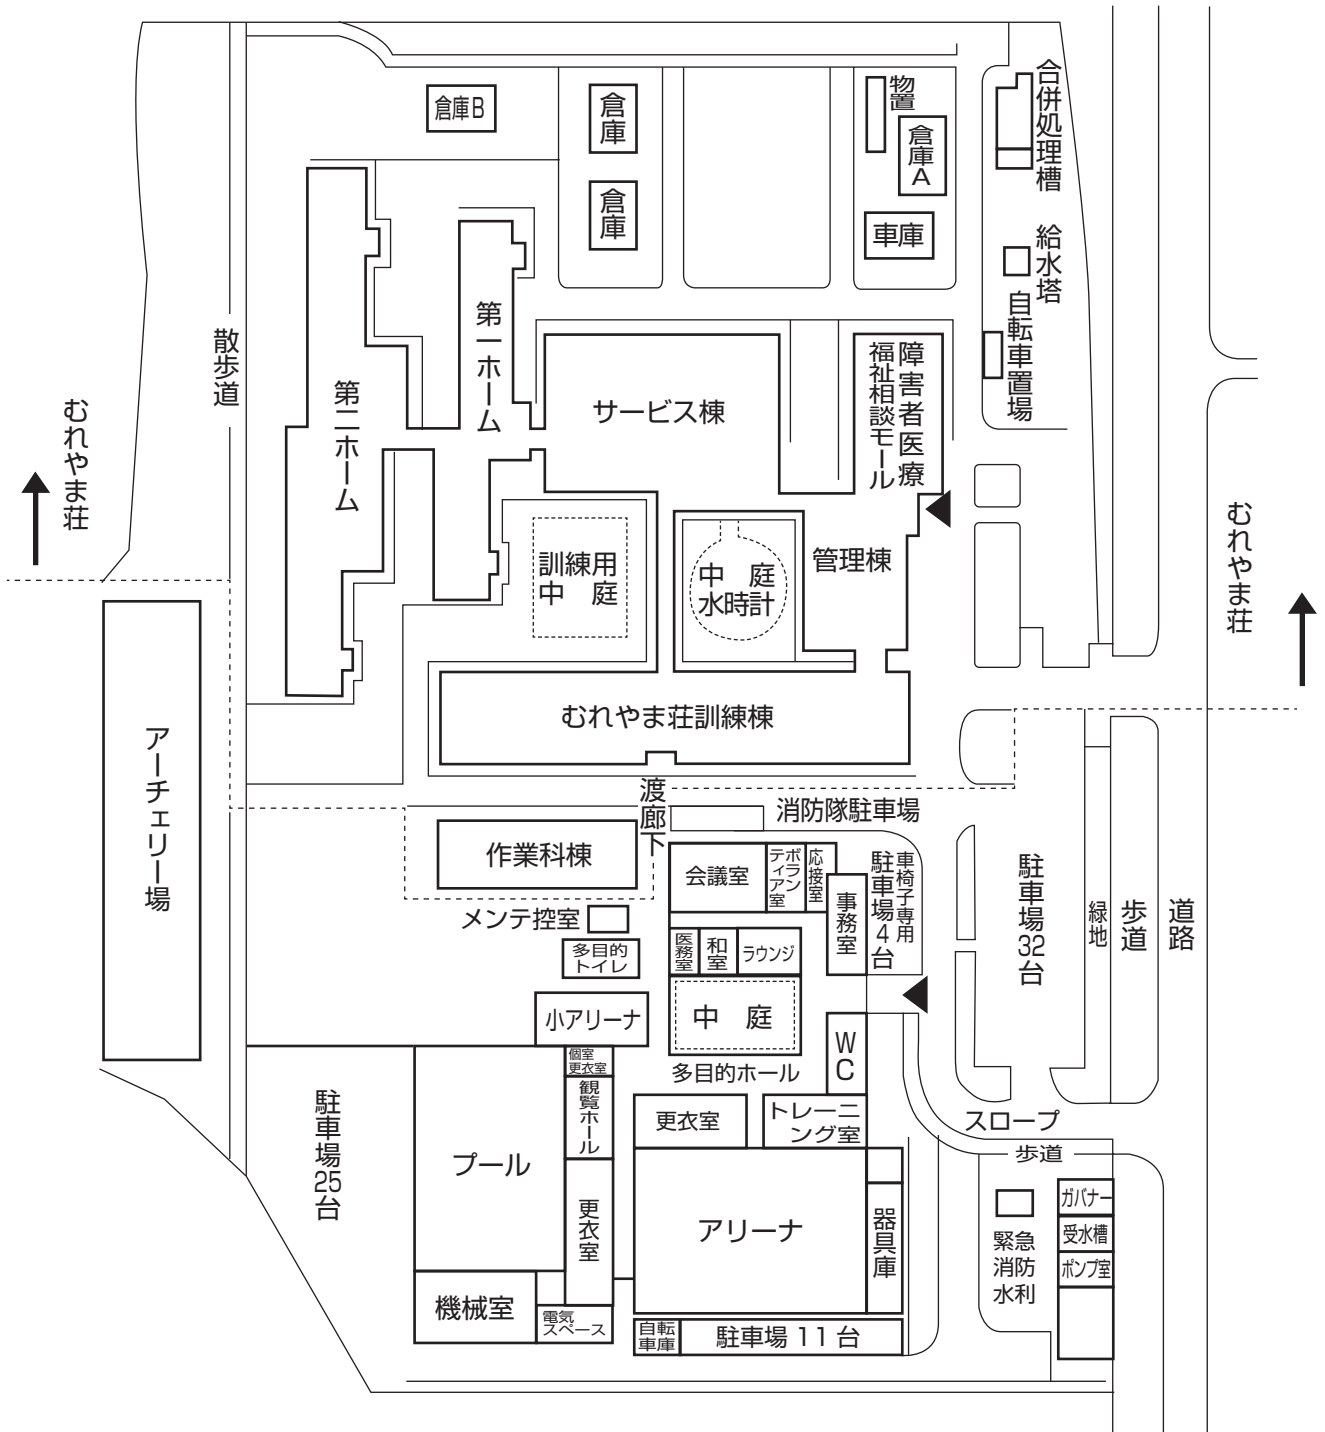 倉庫B
倉庫
倉庫
物置
倉庫A
車庫
合併処理槽
給水塔
自転車置場
散歩道
むれやま荘
第二ホーム
第一ホーム
サービス棟
障害者医療
福祉相談モール
訓練用
中　庭
中　庭
水時計
管理棟
むれやま荘
むれやま荘訓練棟
アーチェリー場
渡廊下
消防隊駐車場
作業科棟
会議室
ボラン
ティア室
応接室
事務室
車椅子専用
駐車場4台
駐車場32台
緑地
歩道
道路
メンテ控室
多目的
トイレ
医務室
和室
ラウンジ
小アリーナ
中　庭
WC
個室
更衣室
多目的ホール
観覧ホール
更衣室
トレーニ
ング室
スロープ
歩道
駐車場25台
プール
更衣室
アリーナ
器具庫
ガバナー
受水槽
ポンプ室
緊急
消防
水利
機械室
電気
スペース
自転
車庫
駐車場 11 台